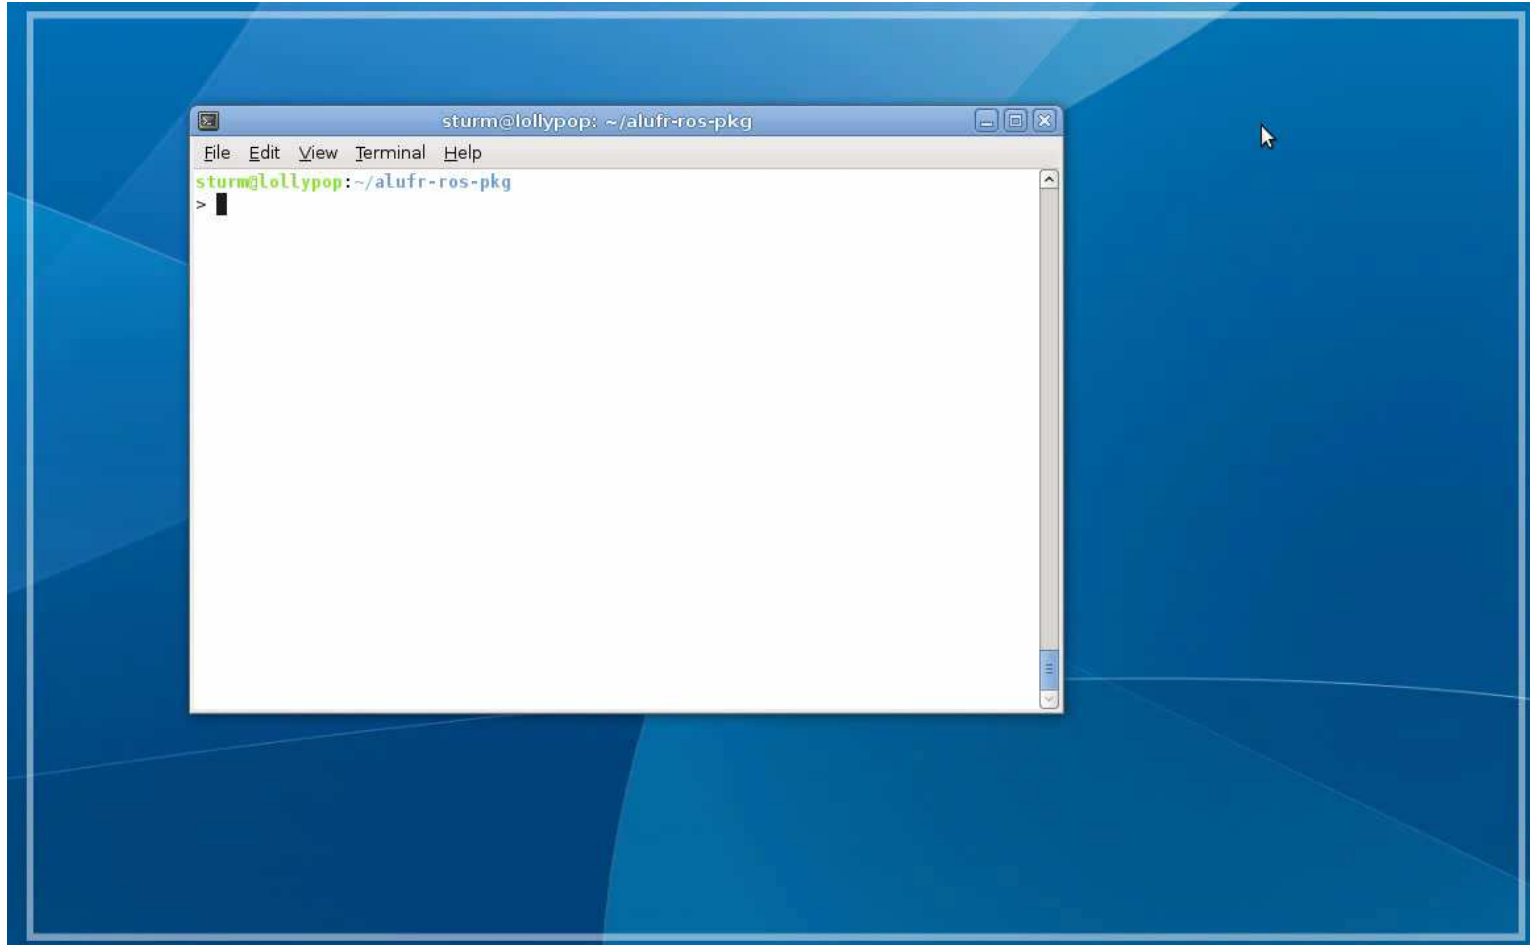 sturm@lollypop: ~/alufr-ros-pkg
File Edit View Terminal Help
sturm@lollypop:~/alufr-ros-pkg
>